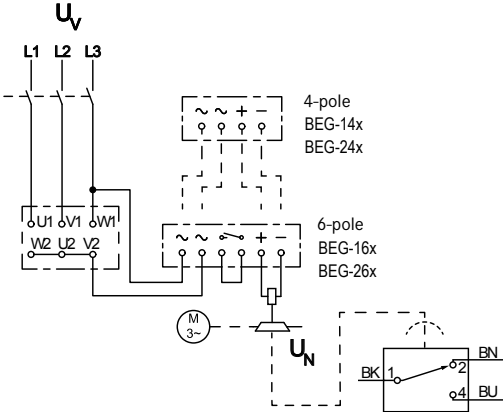 U_V
L1 L2 L3
~ ~ + −
4-pole
BEG-14x
BEG-24x
U1 V1 W1
W2 U2 V2
~ ~ + −
6-pole
BEG-16x
BEG-26x
M
3~
U_N
BK 1
2 BN
4 BU